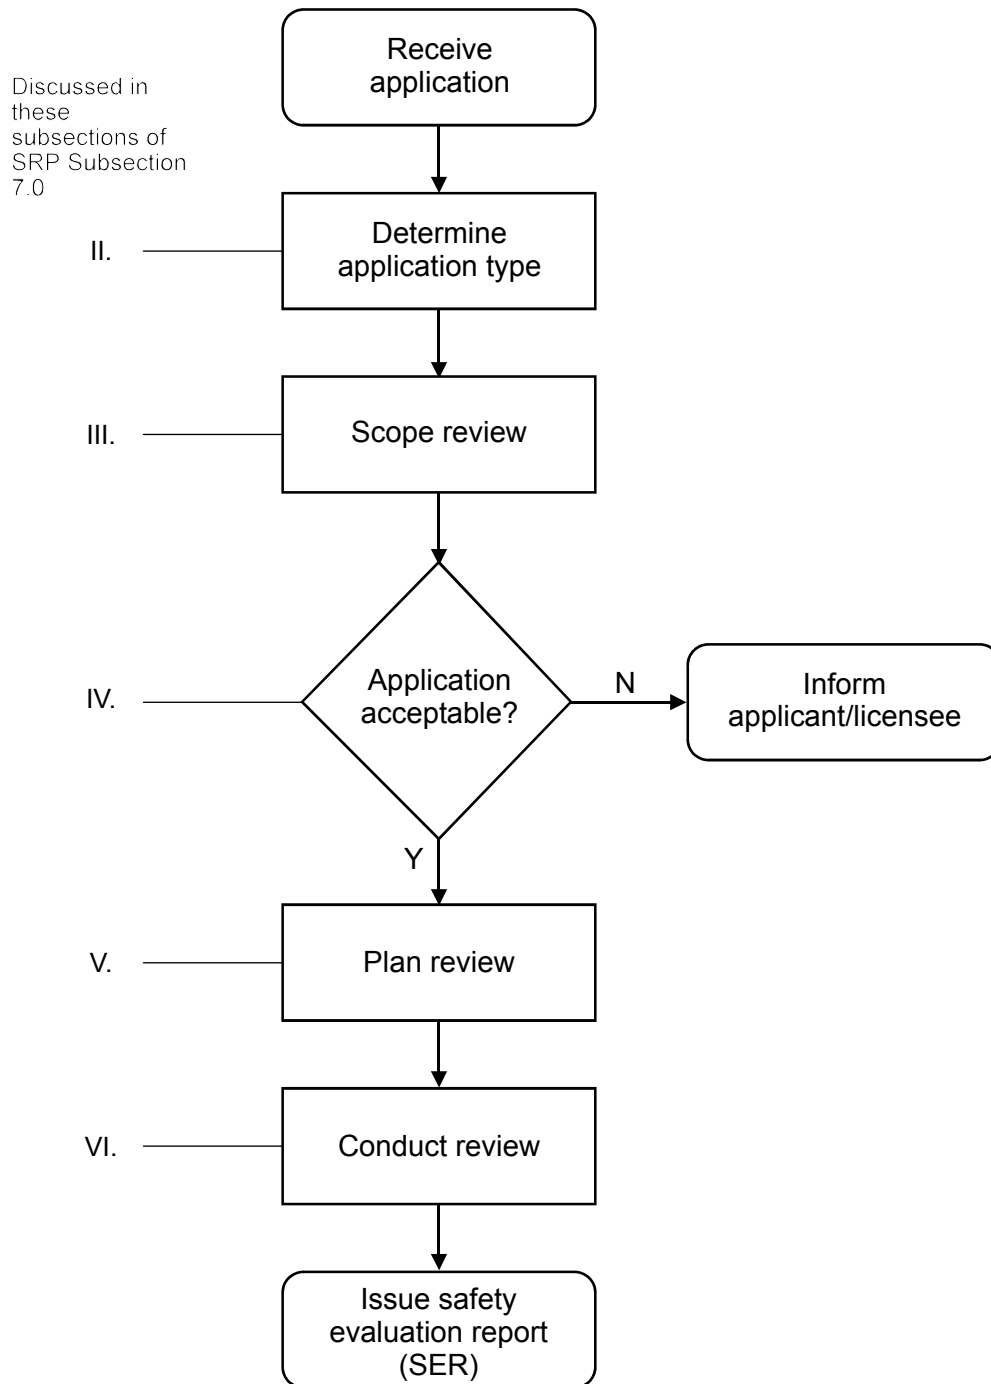 Receive
application
Discussed in
these
subsections of
SRP Subsection
7.0
II.
Determine
application type
III.
Scope review
IV.
Application
acceptable?
N
Inform
applicant/licensee
Y
V.
Plan review
VI.
Conduct review
Issue safety
evaluation report
(SER)